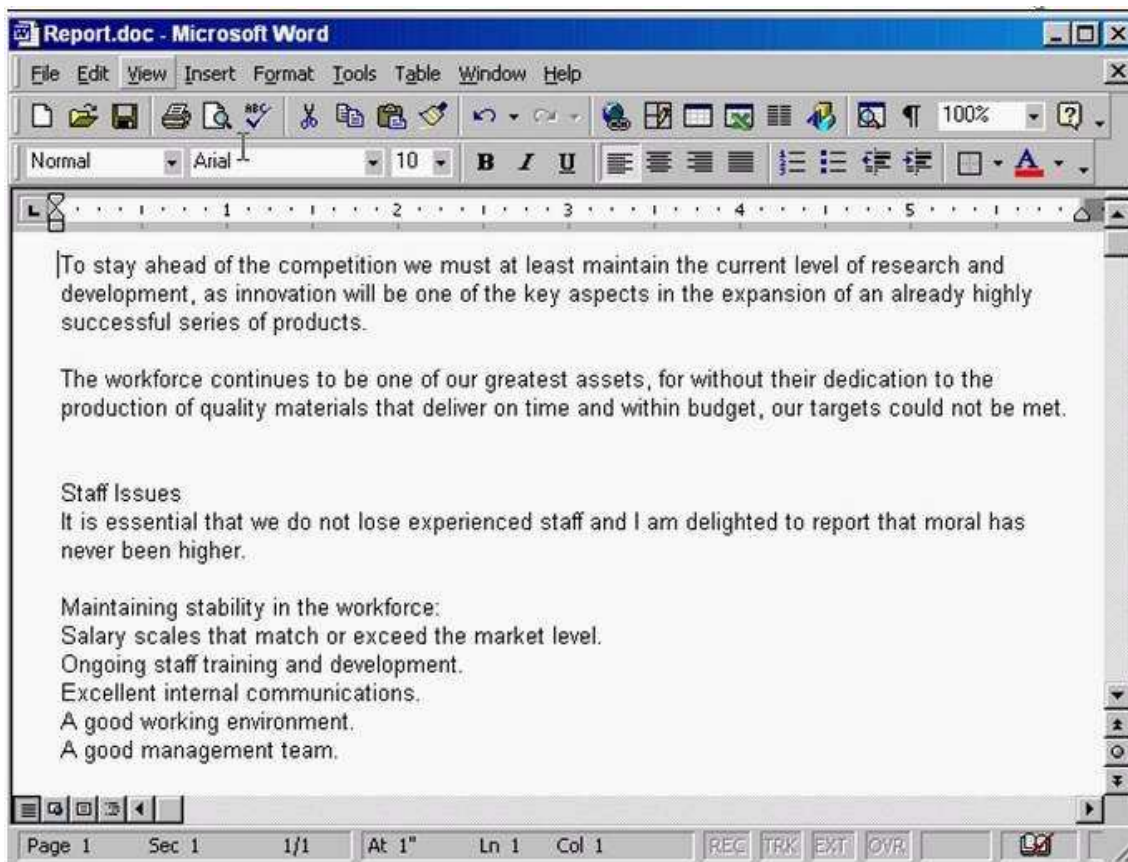 Report.doc - Microsoft Word
File Edit View Insert Format Tools Table Window Help
ABC 100%
Normal Arial 10 B I U A
1 2 3 4 5
To stay ahead of the competition we must at least maintain the current level of research and
development, as innovation will be one of the key aspects in the expansion of an already highly
successful series of products.
The workforce continues to be one of our greatest assets, for without their dedication to the
production of quality materials that deliver on time and within budget, our targets could not be met.
Staff Issues
It is essential that we do not lose experienced staff and I am delighted to report that moral has
never been higher.
Maintaining stability in the workforce:
Salary scales that match or exceed the market level.
Ongoing staff training and development.
Excellent internal communications.
A good working environment.
A good management team.
Page 1 Sec 1 1/1 At 1" Ln 1 Col 1 REC TRK EXT OVR